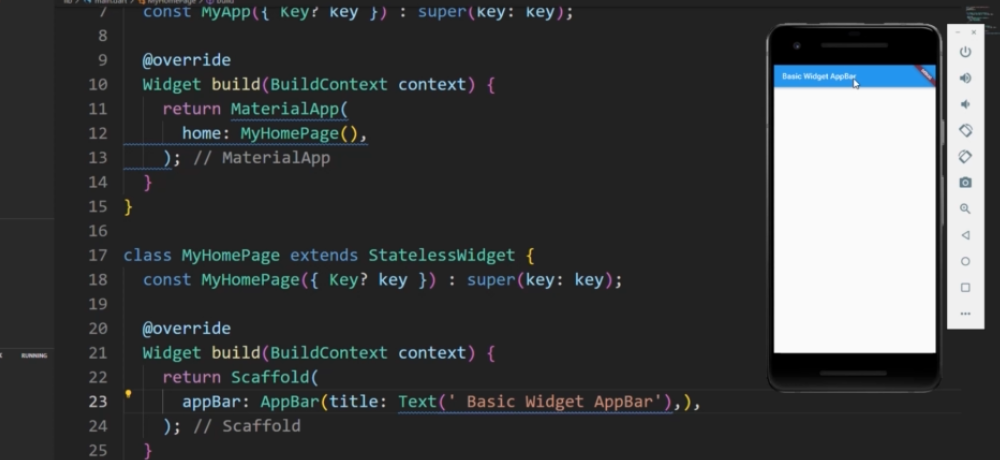 main.dart > MyHomePage > build
7 const MyApp({ Key? key }) : super(key: key);
8
9 @override
10 Widget build(BuildContext context) {
11 return MaterialApp(
12 home: MyHomePage(),
13 ); // MaterialApp
14 }
15 }
16
17 class MyHomePage extends StatelessWidget {
18 const MyHomePage({ Key? key }) : super(key: key);
19
20 @override
21 Widget build(BuildContext context) {
22 return Scaffold(
23 appBar: AppBar(title: Text(' Basic Widget AppBar'),),
24 ); // Scaffold
25 }
RUNNING
Basic Widget AppBar